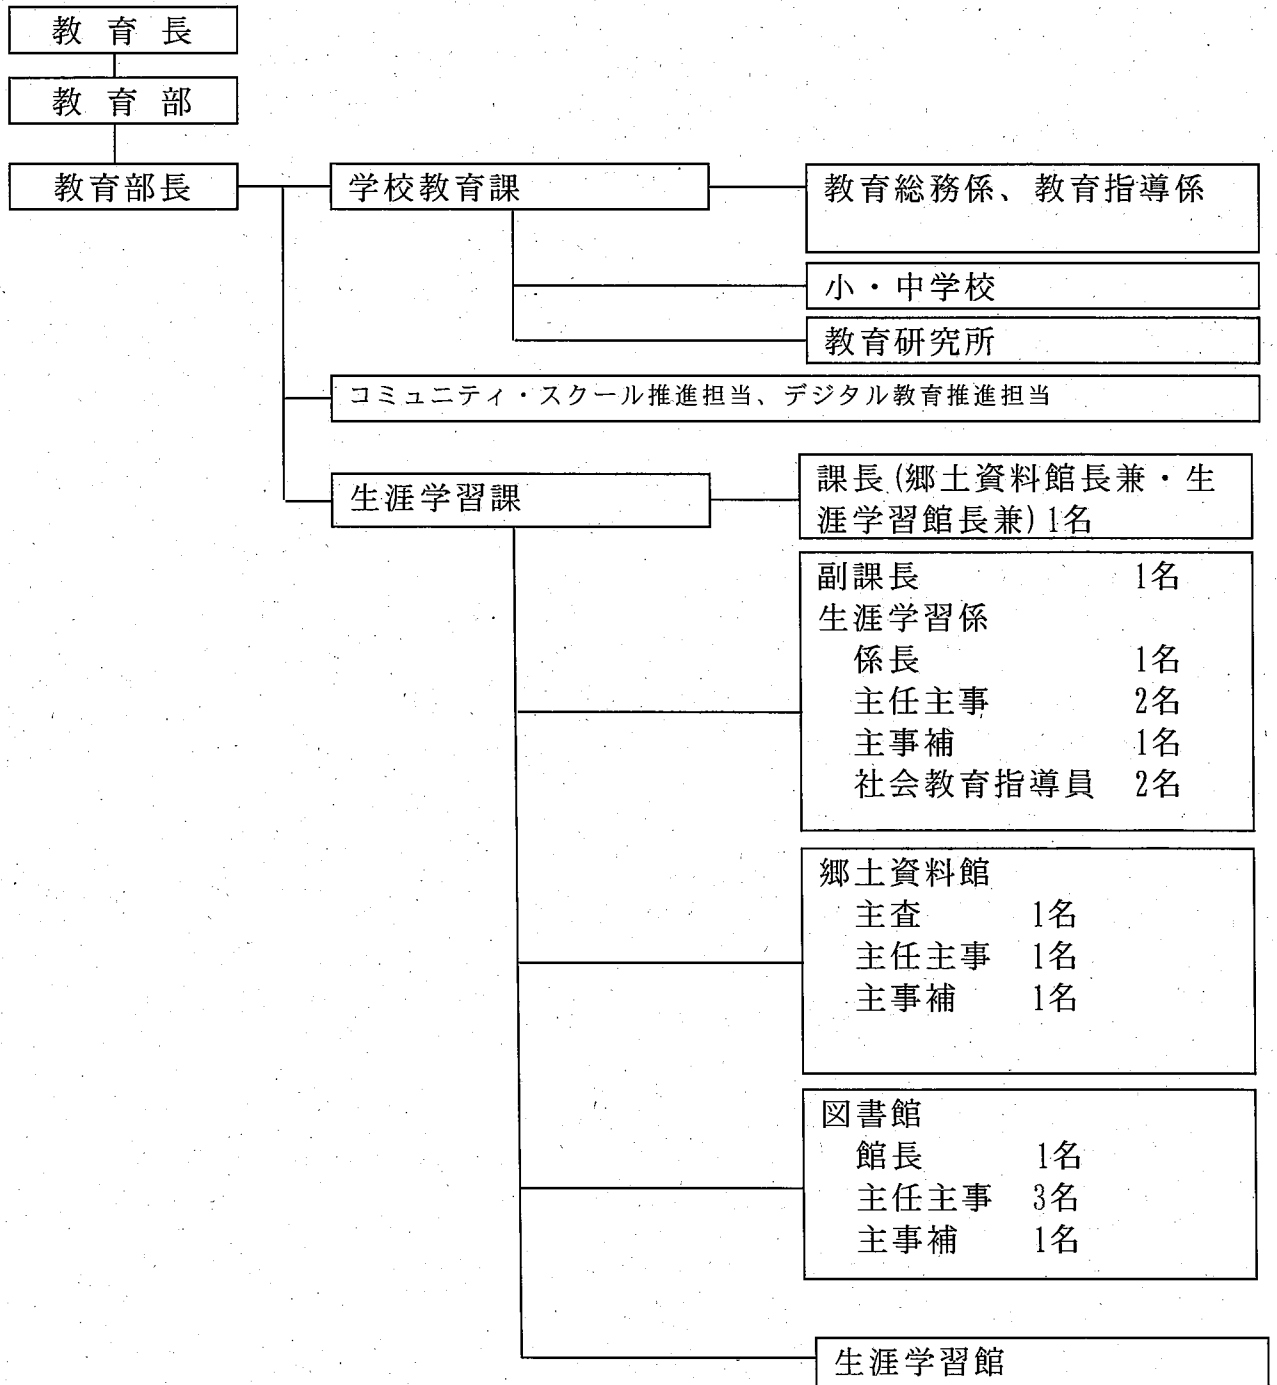 教育長
教育部
教育部長
学校教育課
教育総務係、教育指導係
小・中学校
教育研究所
コミュニティ・スクール推進担当、デジタル教育推進担当
生涯学習課
課長(郷土資料館長兼・生
涯学習館長兼)1名
副課長 1名
生涯学習係
係長 1名
主任主事 2名
主事補 1名
社会教育指導員 2名
郷土資料館
主査 1名
主任主事 1名
主事補 1名
図書館
館長 1名
主任主事 3名
主事補 1名
生涯学習館